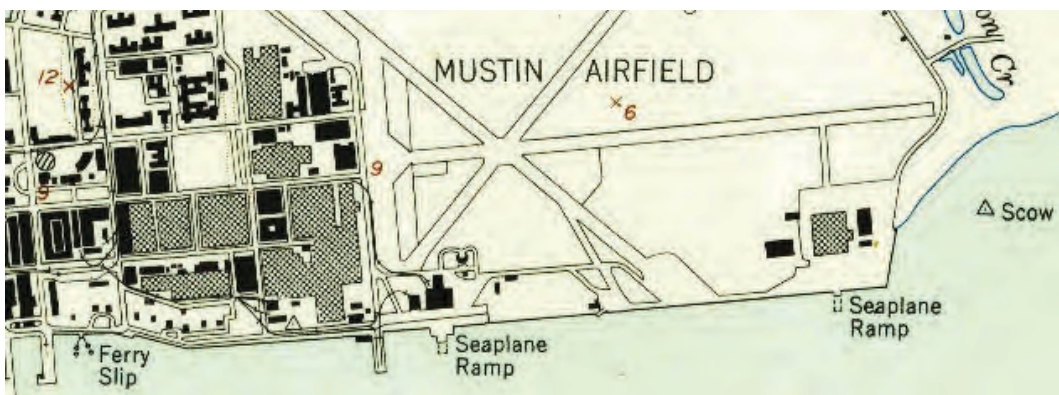 MUSTIN AIRFIELD
12
6
9
9
Cr
Scow
Seaplane
Ramp
Seaplane
Ramp
Ferry
Slip